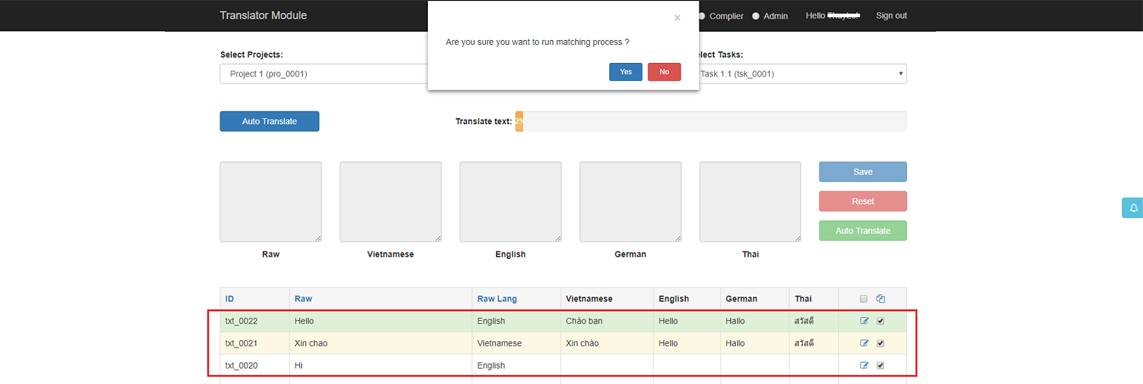 Translator Module
Complier Admin Hello Sign out
×
Are you sure you want to run matching process ?
Yes No
Select Projects: elect Tasks:
Project 1 (pro_0001) Task 1.1 (tsk_0001)
Auto Translate Translate text:
Save
Reset
Auto Translate
Raw Vietnamese English German Thai
ID Raw Raw Lang Vietnamese English German Thai
txt_0022 Hello English Chào bạn Hello Hallo สวัสดี
txt_0021 Xin chao Vietnamese Xin chào Hello Hallo สวัสดี
txt_0020 Hi English